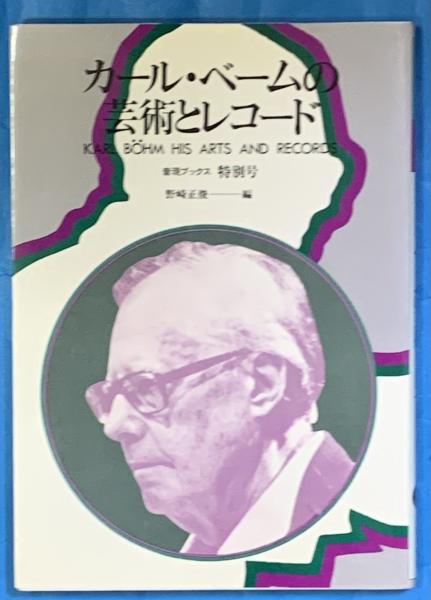 カール・ベームの
芸術とレコード
KARL BÖHM HIS ARTS AND RECORDS
音現ブックス 特別号
野崎正俊――編